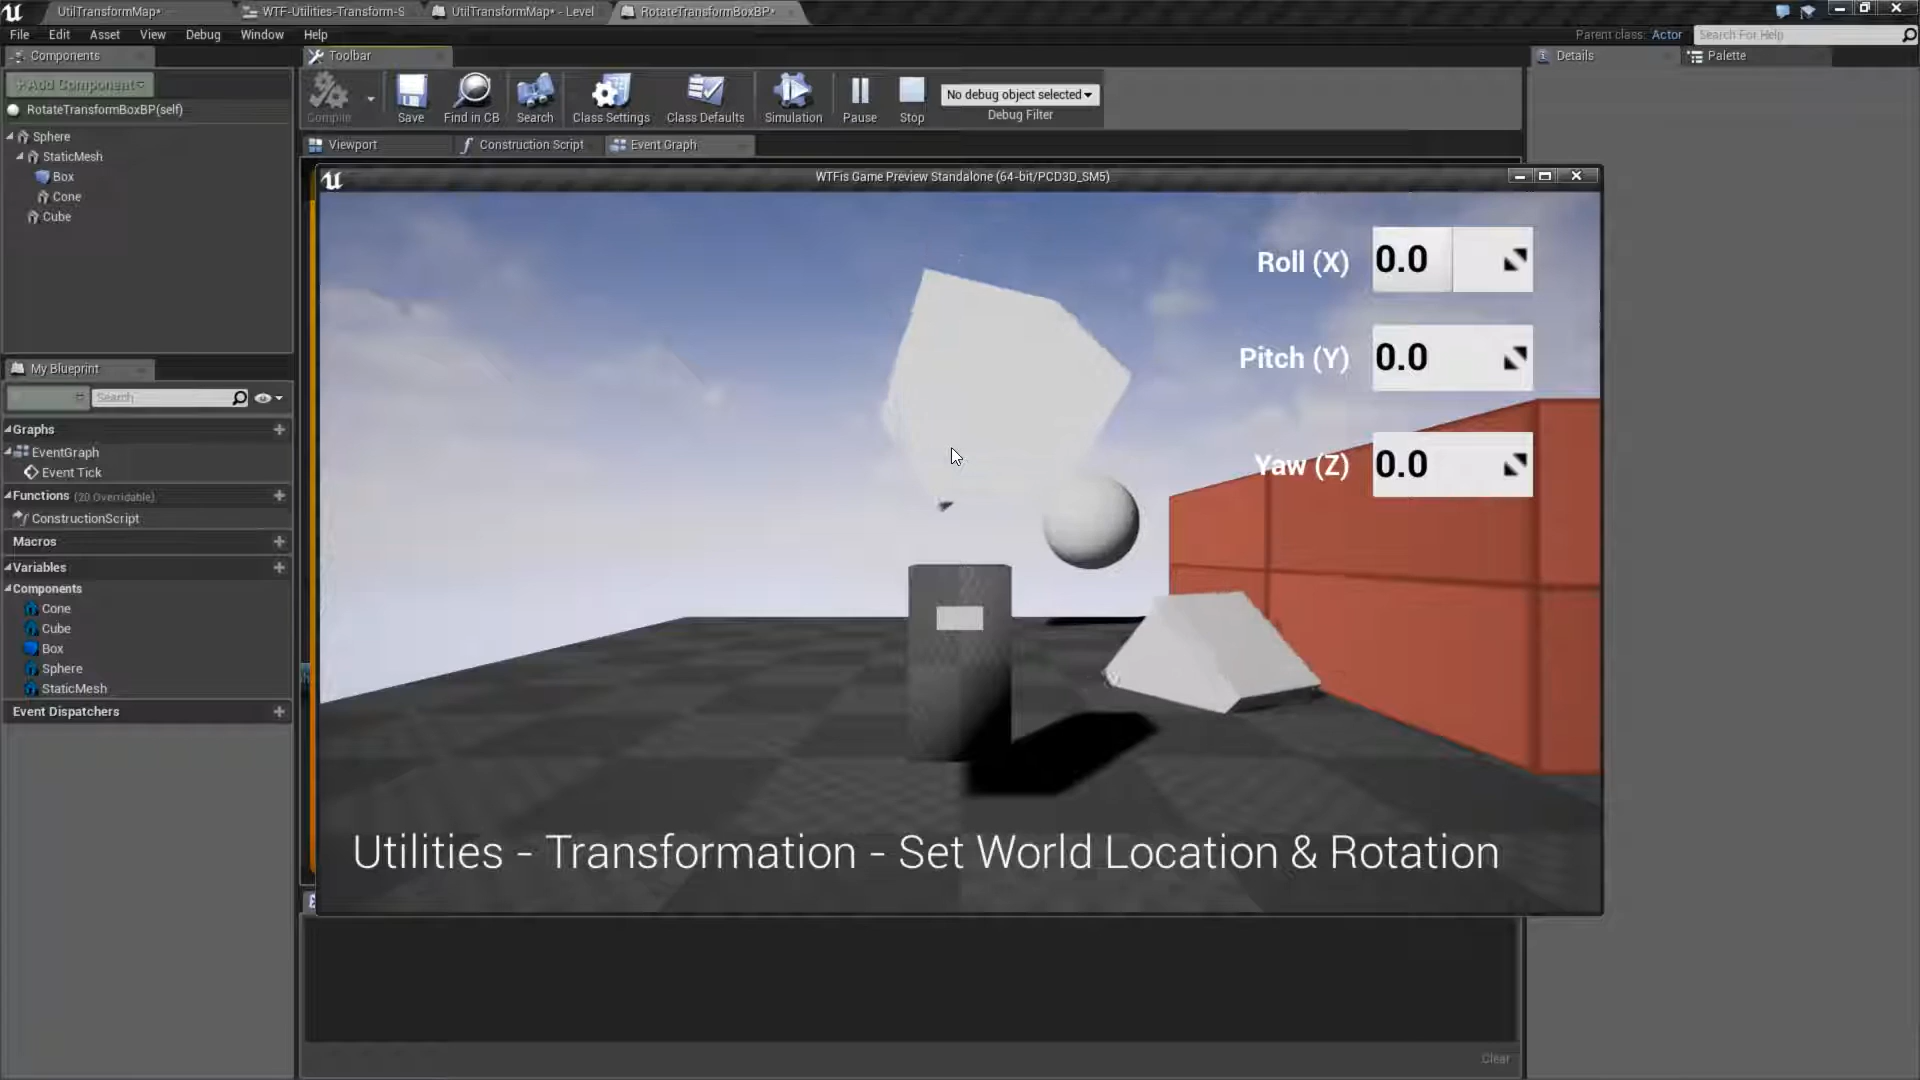 UtilTransformMap*
WTF-Utilities-Transform-S
UtilTransformMap* - Level
RotateTransformBoxBP*
File Edit Asset View Debug Window Help
Parent class: Actor
Search For Help
Components
Toolbar
Details
Palette
+Add Component
RotateTransformBoxBP(self)
Sphere
StaticMesh
Box
Cone
Cube
Compile
Save
Find in CB
Search
Class Settings
Class Defaults
Simulation
Pause
Stop
No debug object selected
Debug Filter
Viewport
Construction Script
Event Graph
WTFis Game Preview Standalone (64-bit/PCD3D_SM5)
Roll (X) 0.0
Pitch (Y) 0.0
Yaw (Z) 0.0
Utilities - Transformation - Set World Location & Rotation
My Blueprint
Search
Graphs
EventGraph
Event Tick
Functions (20 Overridable)
ConstructionScript
Macros
Variables
Components
Cone
Cube
Box
Sphere
StaticMesh
Event Dispatchers
Clear